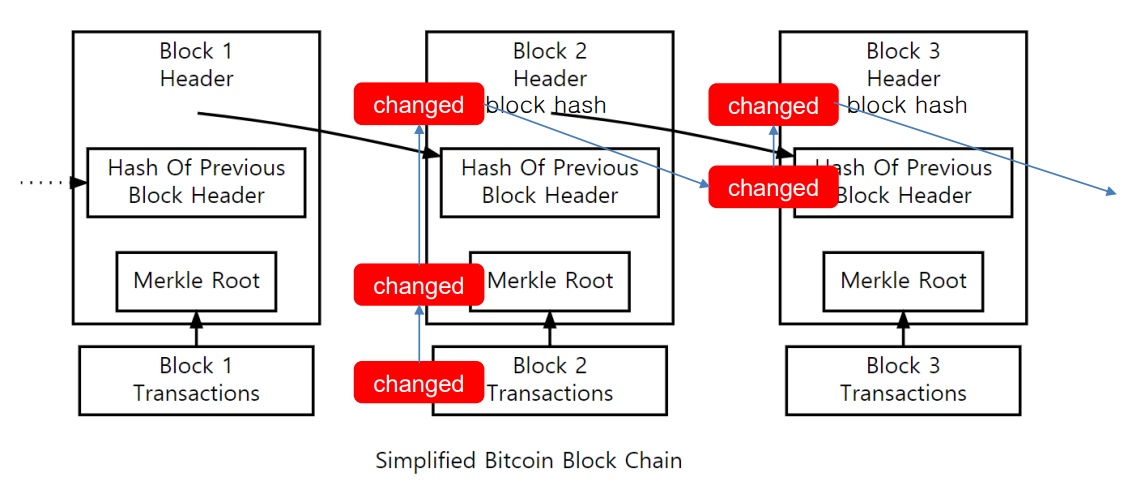 Block 1
Header
Hash Of Previous
Block Header
Merkle Root
Block 1
Transactions
Block 2
Header
changed
block hash
Hash Of Previous
Block Header
changed
Merkle Root
changed
Block 2
Transactions
Block 3
Header
changed
block hash
changed
Hash Of Previous
Block Header
Merkle Root
Block 3
Transactions
Simplified Bitcoin Block Chain